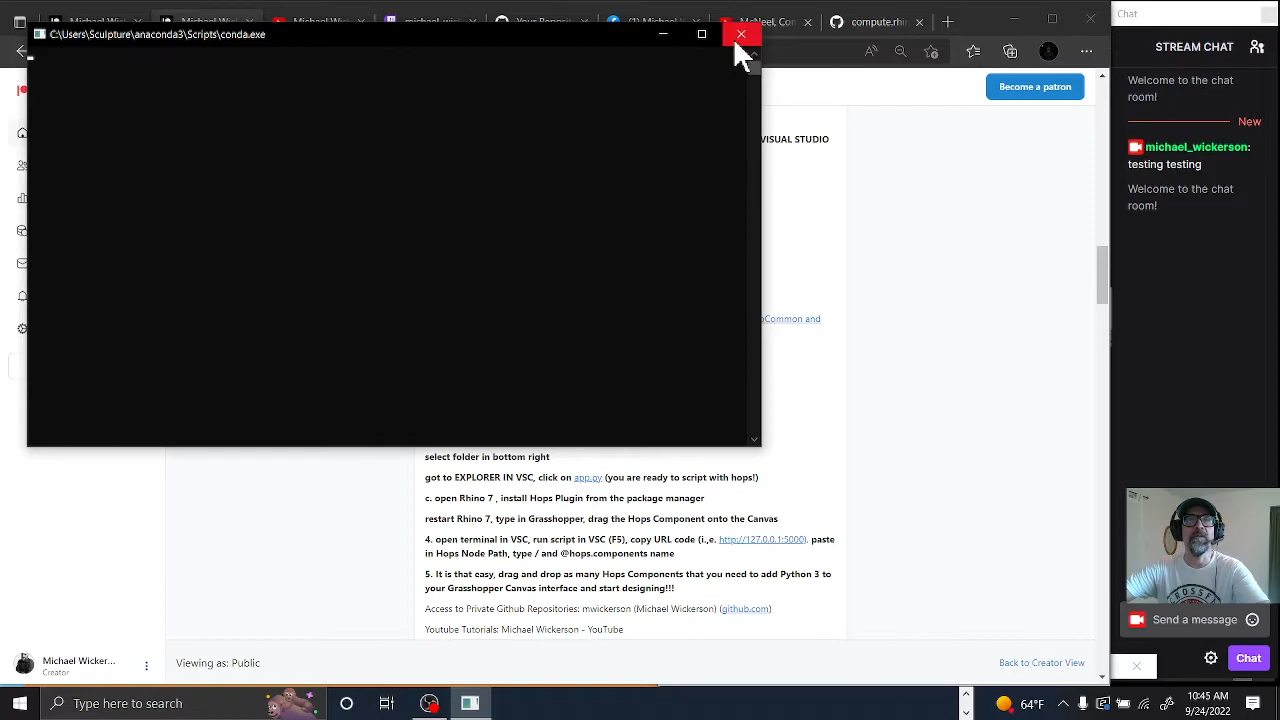 C:\Users\Sculpture\anaconda3\Scripts\conda.exe
Chat
STREAM CHAT
Become a patron
Welcome to the chat
room!
New
VISUAL STUDIO
michael_wickerson:
testing testing
Welcome to the chat
room!
Common and
select folder in bottom right
got to EXPLORER IN VSC, click on app.py (you are ready to script with hops!)
c. open Rhino 7 , install Hops Plugin from the package manager
restart Rhino 7, type in Grasshopper, drag the Hops Component onto the Canvas
4. open terminal in VSC, run script in VSC (F5), copy URL code (i.,e. http://127.0.0.1:5000). paste
in Hops Node Path, type / and @hops.components name
5. It is that easy, drag and drop as many Hops Components that you need to add Python 3 to
your Grasshopper Canvas interface and start designing!!!
Access to Private Github Repositories: mwickerson (Michael Wickerson) (github.com)
Youtube Tutorials: Michael Wickerson - YouTube
Send a message
Chat
Michael Wicker...
Creator
Viewing as: Public
Back to Creator View
Type here to search
64°F
10:45 AM
9/24/2022